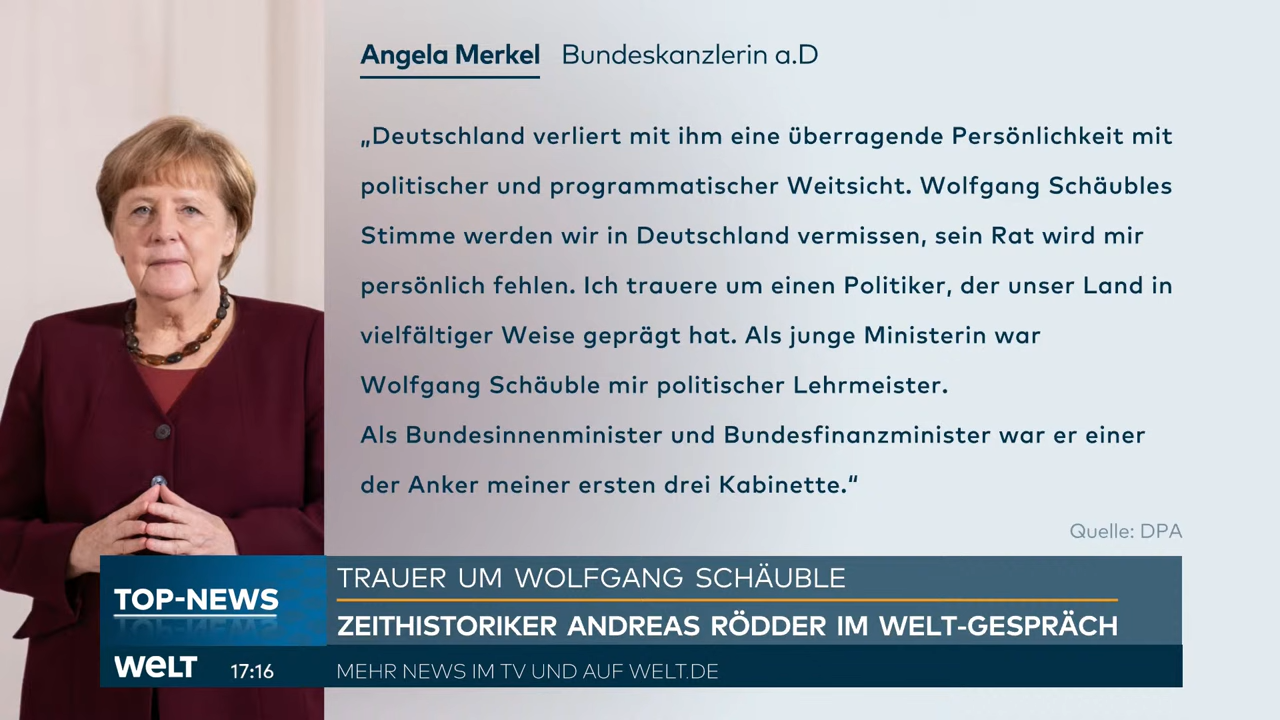 Angela Merkel Bundeskanzlerin a.D
„Deutschland verliert mit ihm eine überragende Persönlichkeit mit
politischer und programmatischer Weitsicht. Wolfgang Schäubles
Stimme werden wir in Deutschland vermissen, sein Rat wird mir
persönlich fehlen. Ich trauere um einen Politiker, der unser Land in
vielfältiger Weise geprägt hat. Als junge Ministerin war
Wolfgang Schäuble mir politischer Lehrmeister.
Als Bundesinnenminister und Bundesfinanzminister war er einer
der Anker meiner ersten drei Kabinette.“
Quelle: DPA
TOP-NEWS
TRAUER UM WOLFGANG SCHÄUBLE
ZEITHISTORIKER ANDREAS RÖDDER IM WELT-GESPRÄCH
WELT 17:16 MEHR NEWS IM TV UND AUF WELT.DE